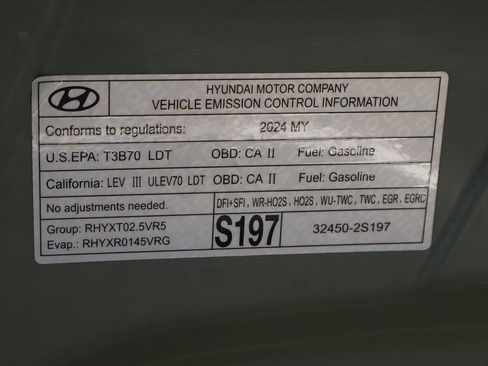 HYUNDAI MOTOR COMPANY
VEHICLE EMISSION CONTROL INFORMATION
Conforms to regulations: 2024 MY
U.S.EPA: T3B70 LDT OBD: CA II Fuel: Gasoline
California: LEV III ULEV70 LDT OBD: CA II Fuel: Gasoline
No adjustments needed.
DFI+SFI, WR-HO2S, HO2S, WU-TWC, TWC, EGR, EGRC
Group: RHYXT02.5VR5
Evap.: RHYXR0145VRG
S197
32450-2S197